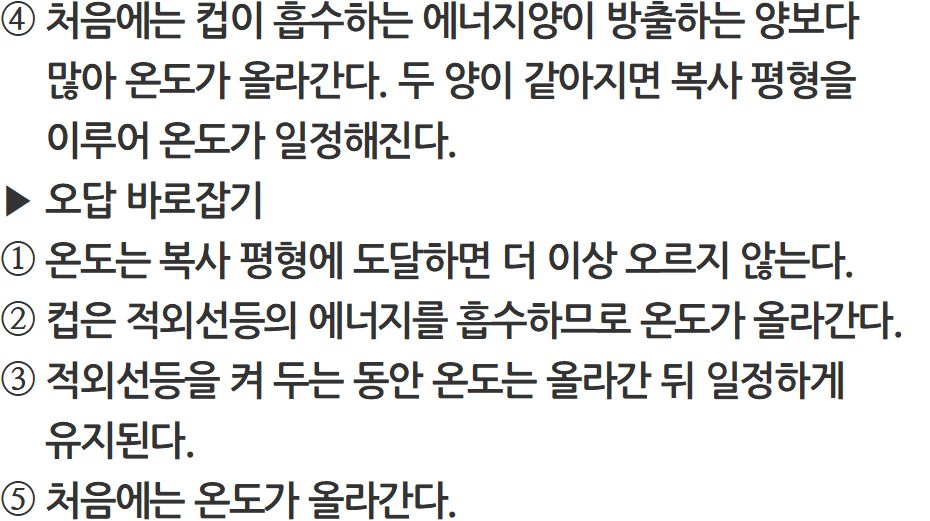 ④ 처음에는 컵이 흡수하는 에너지양이 방출하는 양보다
많아 온도가 올라간다. 두 양이 같아지면 복사 평형을
이루어 온도가 일정해진다.
▶ 오답 바로잡기
① 온도는 복사 평형에 도달하면 더 이상 오르지 않는다.
② 컵은 적외선등의 에너지를 흡수하므로 온도가 올라간다.
③ 적외선등을 켜 두는 동안 온도는 올라간 뒤 일정하게
유지된다.
⑤ 처음에는 온도가 올라간다.